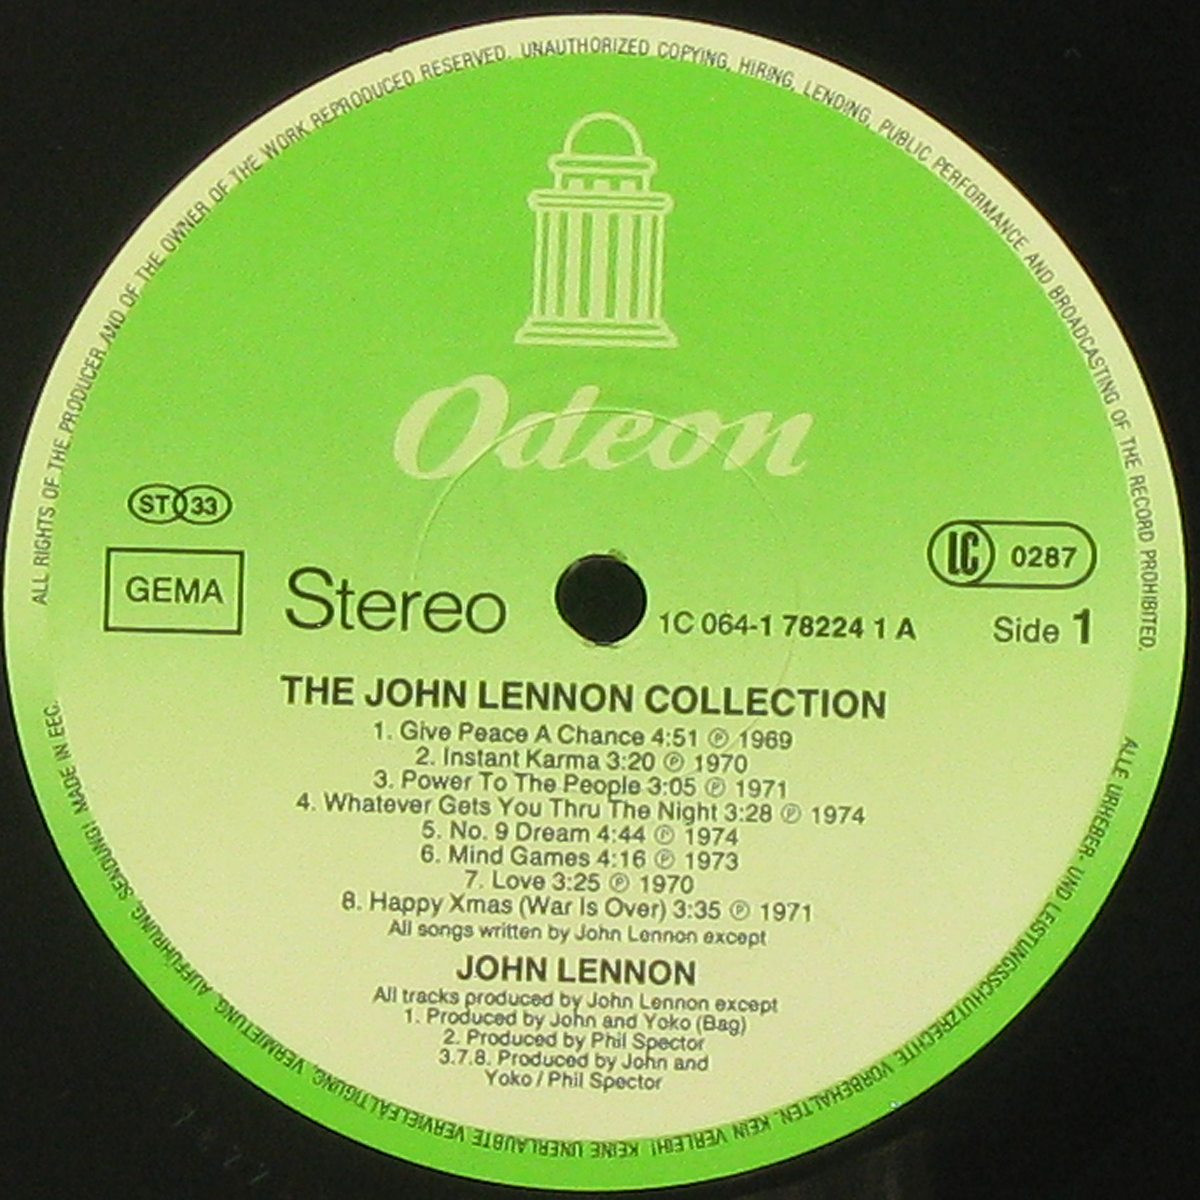 ALL RIGHTS OF THE PRODUCER AND OF THE OWNER OF THE WORK REPRODUCED RESERVED. UNAUTHORIZED COPYING, HIRING, LENDING, PUBLIC PERFORMANCE AND BROADCASTING OF THE RECORD PROHIBITED.
Odeon
ST 33
GEMA
Stereo
LC 0287
1C 064-1 78224 1 A
Side 1
THE JOHN LENNON COLLECTION
1. Give Peace A Chance 4:51 ℗ 1969
2. Instant Karma 3:20 ℗ 1970
3. Power To The People 3:05 ℗ 1971
4. Whatever Gets You Thru The Night 3:28 ℗ 1974
5. No. 9 Dream 4:44 ℗ 1974
6. Mind Games 4:16 ℗ 1973
7. Love 3:25 ℗ 1970
8. Happy Xmas (War Is Over) 3:35 ℗ 1971
All songs written by John Lennon except
JOHN LENNON
All tracks produced by John Lennon except
1. Produced by John and Yoko (Bag)
2. Produced by Phil Spector
3.7.8. Produced by John and
Yoko / Phil Spector
ALLE URHEBER- UND LEISTUNGSSCHUTZRECHTE VORBEHALTEN. KEIN VERLEIH! KEINE UNERLAUBTE VERVIELFÄLTIGUNG, VERMIETUNG, AUFFÜHRUNG, SENDUNG! MADE IN EEC.